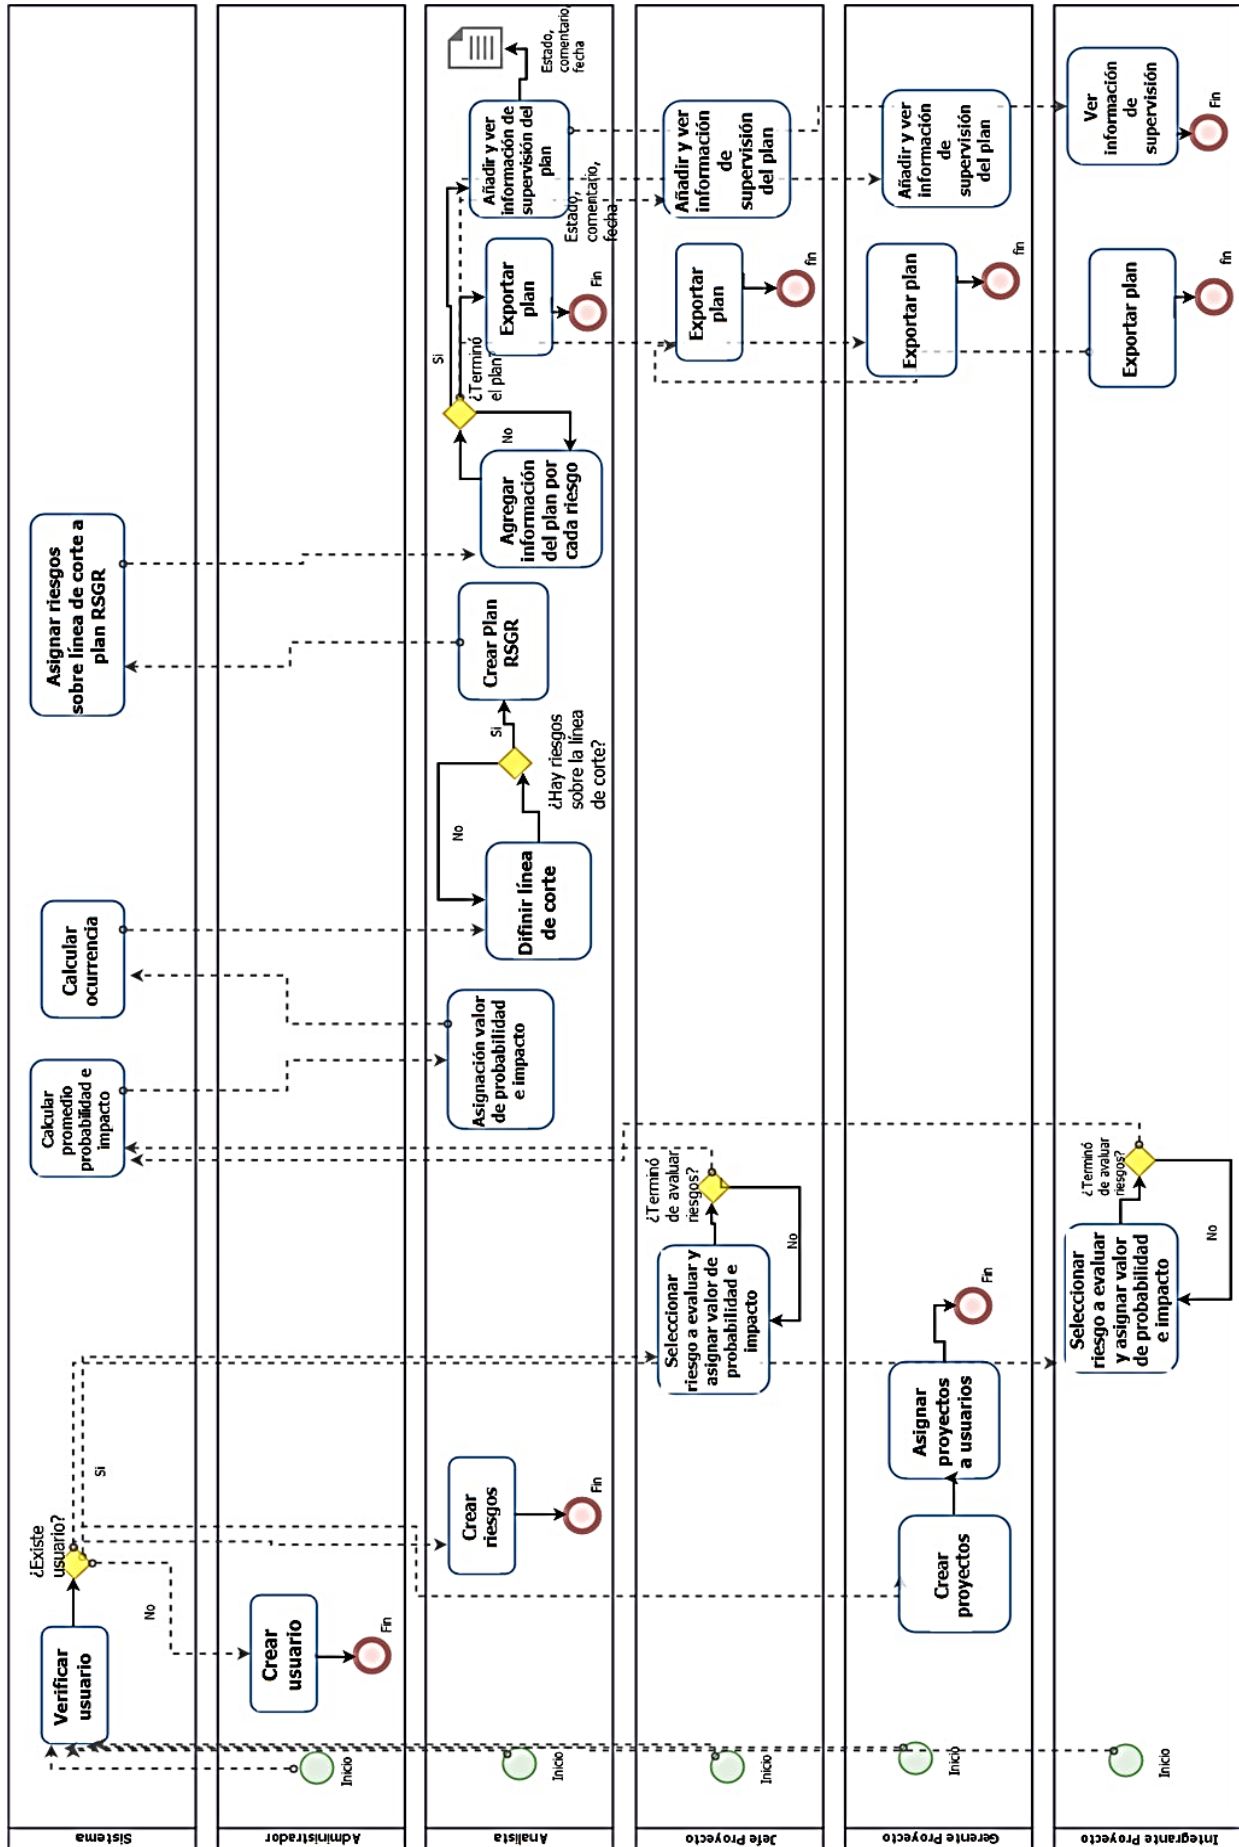 Sistema
Verificar
usuario
¿Existe
usuario?
No
Si
Calcular
promedio
probabilidad e
impacto
Calcular
ocurrencia
Asignar riesgos
sobre línea de corte a
plan RSGR
Administrador
Inicio
Crear
usuario
Fin
Analista
Inicio
Crear
riesgos
Fin
Asignación valor
de probabilidad
e impacto
Difinir línea
de corte
No
¿Hay riesgos
sobre la línea
de corte?
Si
Crear Plan
RSGR
Agregar
información
del plan por
cada riesgo
No
¿Terminó
el plan?
Si
Exportar
plan
Fin
Añadir y ver
información de
supervisión del
plan
Estado,
comentario,
fecha
Estado,
comentario,
fecha
Jefe Proyecto
Inicio
Seleccionar
riesgo a evaluar y
asignar valor de
probabilidad e
impacto
No
¿Terminó
de avaluar
riesgos?
Exportar
plan
fin
Añadir y ver
información
de
supervisión
del plan
Gerente Proyecto
Inicio
Crear
proyectos
Asignar
proyectos
a usuarios
Fin
Exportar plan
fin
Añadir y ver
información
de
supervisión
del plan
Integrante Proyecto
Inicio
Seleccionar
riesgo a evaluar
y asignar valor
de probabilidad
e impacto
No
¿Terminó
de avaluar
riesgos?
Exportar plan
fin
Ver
información
de
supervisión
Fin